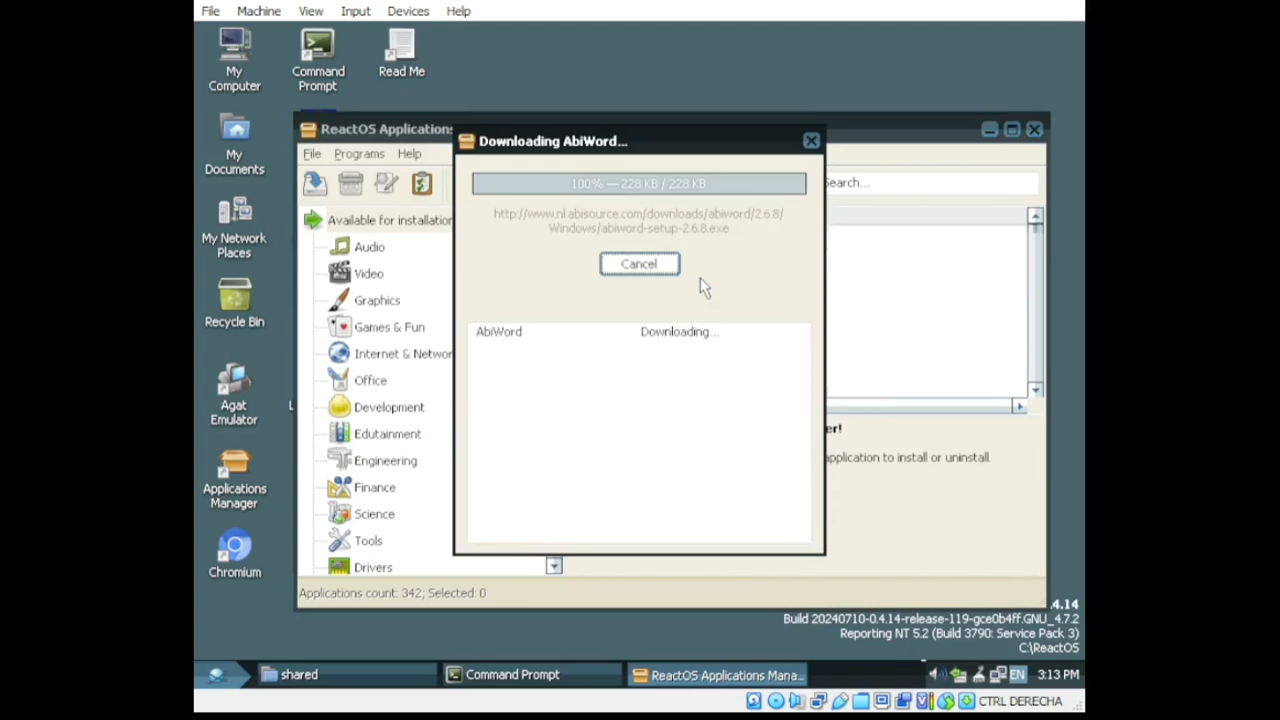 File Machine View Input Devices Help
My Computer
Command Prompt
Read Me
My Documents
My Network Places
Recycle Bin
Agat Emulator
Applications Manager
Chromium
ReactOS Applications
File Programs Help
Search...
Available for installation
Audio
Video
Graphics
Games & Fun
Internet & Networ
Office
Development
Edutainment
Engineering
Finance
Science
Tools
Drivers
Downloading AbiWord...
100% — 228 KB / 228 KB
http://www.nl.abisource.com/downloads/abiword/2.6.8/
Windows/abiword-setup-2.6.8.exe
Cancel
AbiWord Downloading...
er!
application to install or uninstall.
Applications count: 342; Selected: 0
.4.14
Build 20240710-0.4.14-release-119-gce0b4ff.GNU_4.7.2
Reporting NT 5.2 (Build 3790: Service Pack 3)
C:\ReactOS
shared
Command Prompt
ReactOS Applications Mana...
EN
3:13 PM
CTRL DERECHA